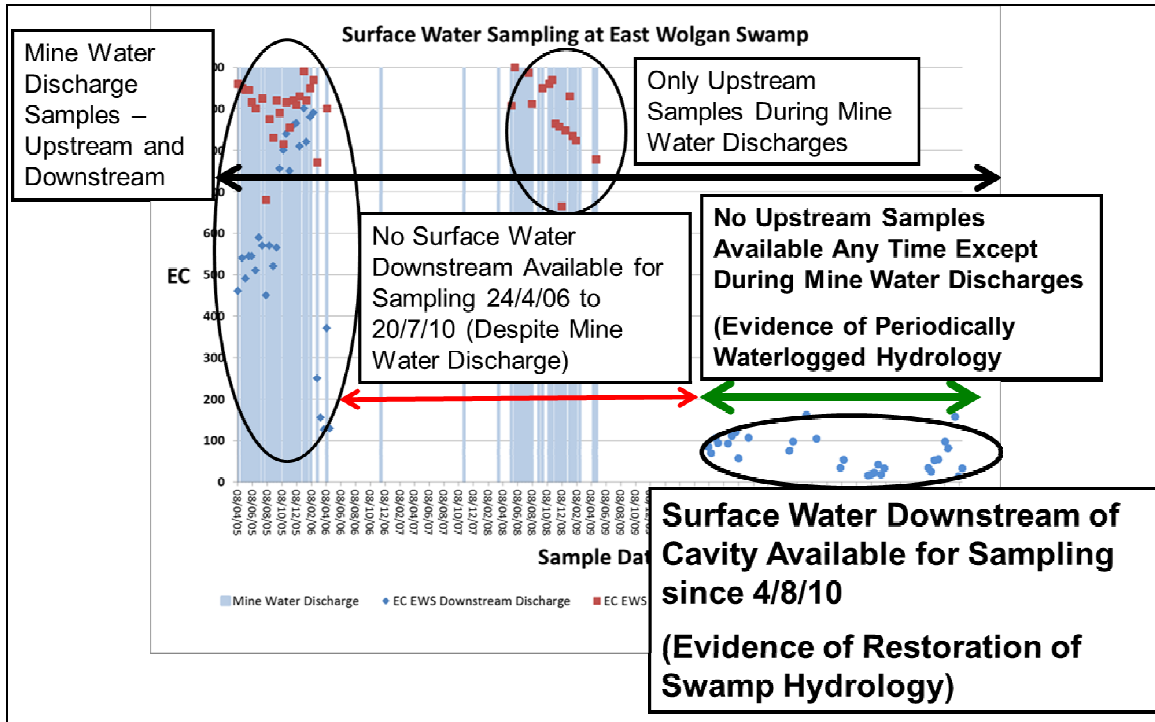 Surface Water Sampling at East Wolgan Swamp
Mine Water
Discharge
Samples –
Upstream and
Downstream
Only Upstream
Samples During Mine
Water Discharges
No Surface Water
Downstream Available for
Sampling 24/4/06 to
20/7/10 (Despite Mine
Water Discharge)
No Upstream Samples
Available Any Time Except
During Mine Water Discharges
(Evidence of Periodically
Waterlogged Hydrology
EC
600
500
400
300
200
100
0
08/04/05
08/06/05
08/08/05
08/10/05
08/12/05
08/02/06
08/04/06
08/06/06
08/08/06
08/10/06
08/12/06
08/02/07
08/04/07
08/06/07
08/08/07
08/10/07
08/12/07
08/02/08
08/04/08
08/06/08
08/08/08
08/10/08
08/12/08
08/02/09
08/04/09
08/06/09
08/08/09
08/10/09
Sample Dat
Surface Water Downstream of
Cavity Available for Sampling
since 4/8/10
(Evidence of Restoration of
Swamp Hydrology)
Mine Water Discharge
EC EWS Downstream Discharge
EC EWS